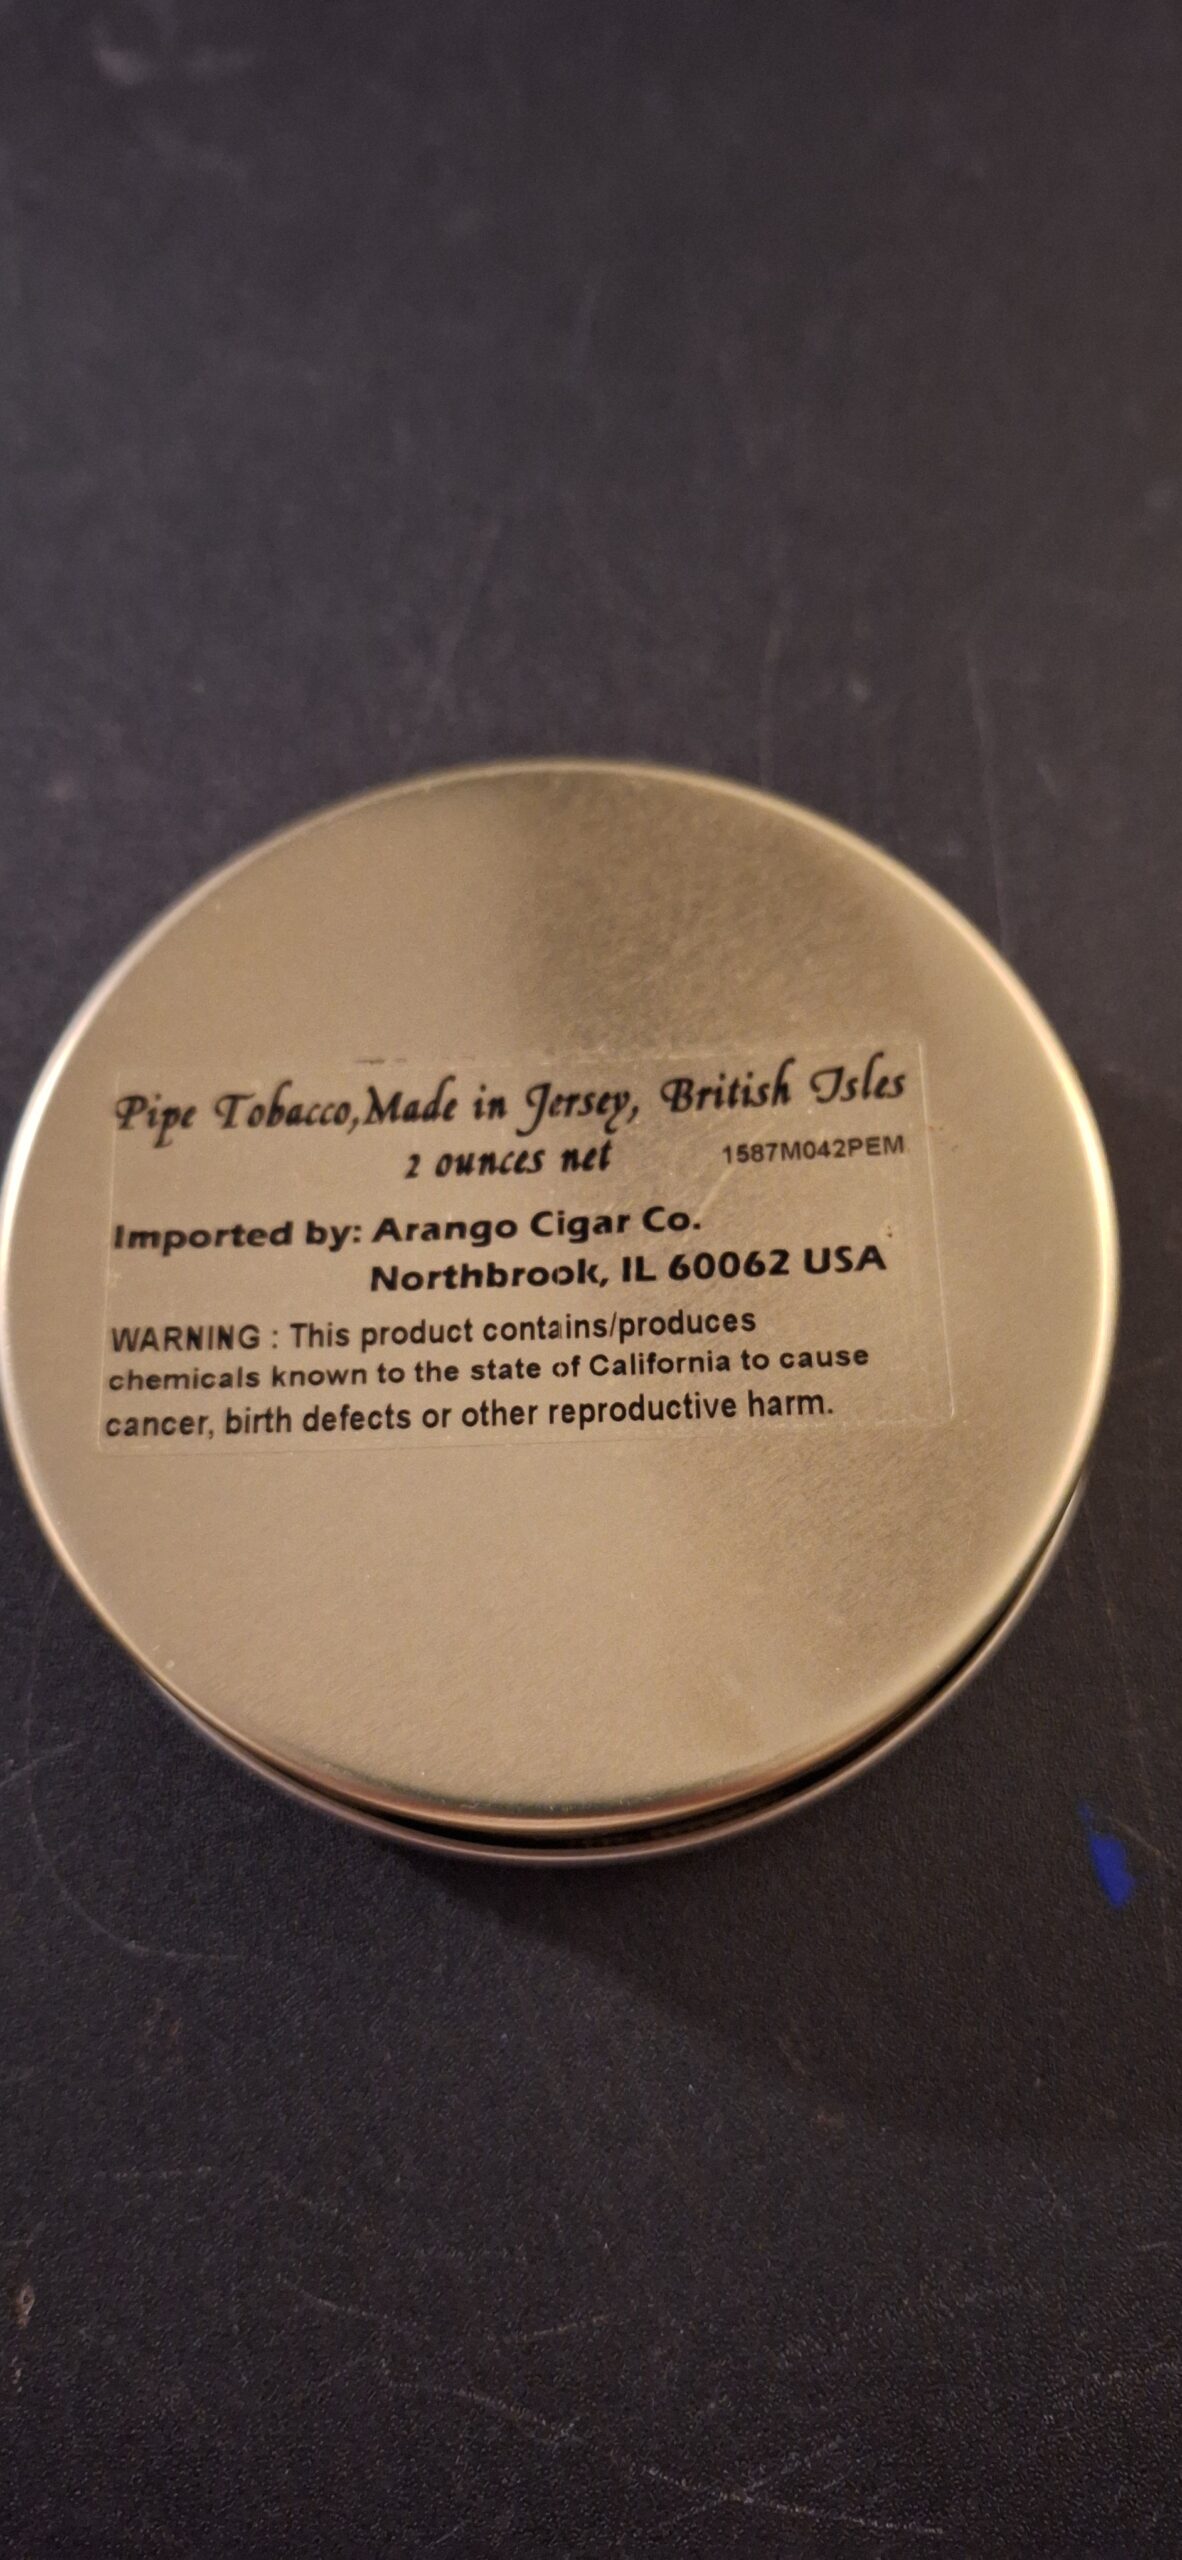 Pipe Tobacco,Made in Jersey, British Isles
2 ounces net 1587M042PEM
Imported by: Arango Cigar Co.
Northbrook, IL 60062 USA
WARNING : This product contains/produces
chemicals known to the state of California to cause
cancer, birth defects or other reproductive harm.